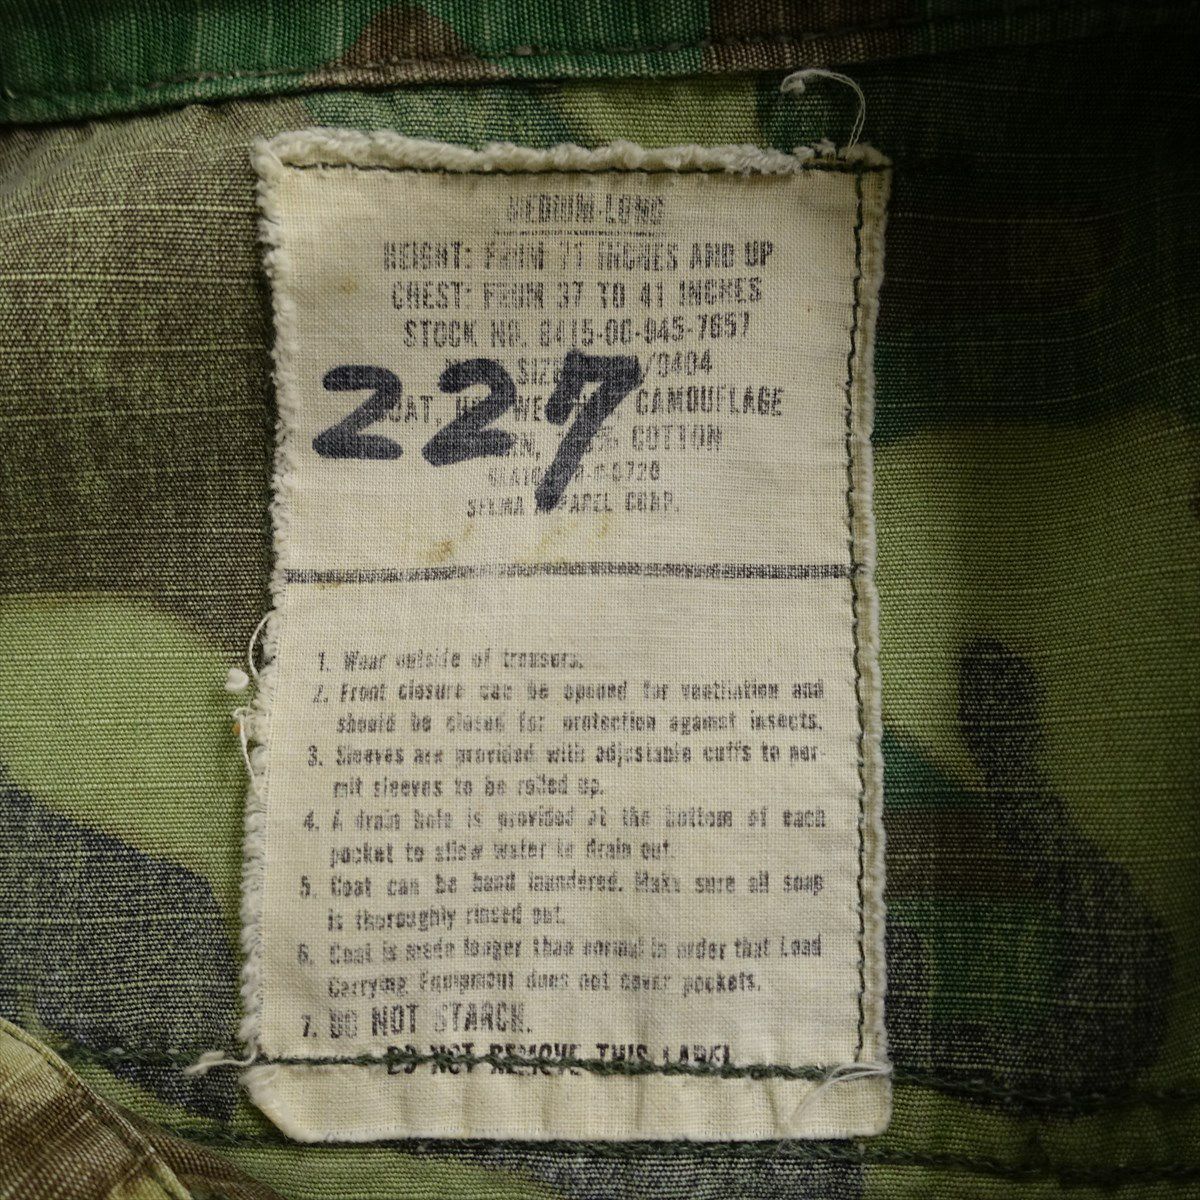 MEDIUM-LONG
HEIGHT: FROM 71 INCHES AND UP
CHEST: FROM 37 TO 41 INCHES
STOCK NO. 8415-00-945-7657
SIZE /0404
227
COAT, CAMOUFLAGE
COTTON
SELMA APPAREL CORP.
1. Wear outside of trousers.
2. Front closure can be opened for ventilation and
should be closed for protection against insects.
3. Sleeves are provided with adjustable cuffs to per-
mit sleeves to be rolled up.
4. A drain hole is provided at the bottom of each
pocket to allow water to drain out.
5. Coat can be hand laundered. Make sure all soap
is thoroughly rinsed out.
6. Coat is made longer than normal in order that Load
Carrying Equipment does not cover pockets.
7. DO NOT STARCH.
DO NOT REMOVE THIS LABEL